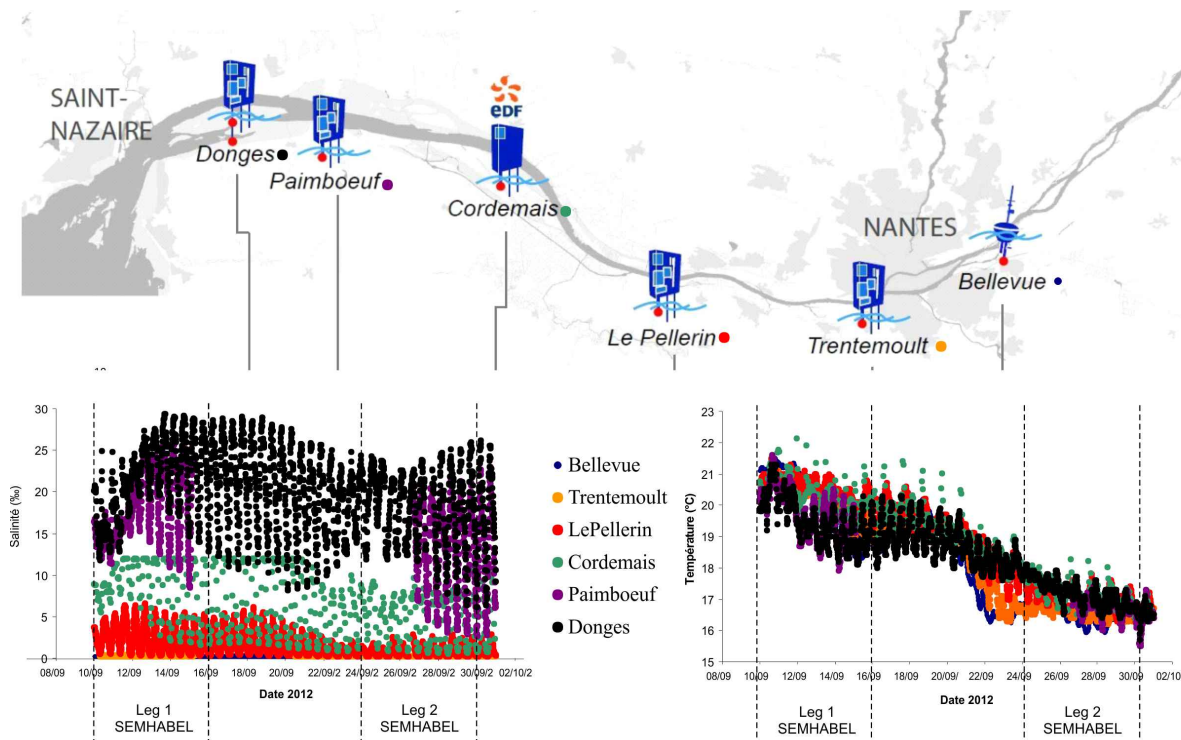 SAINT-
NAZAIRE
eDF
Donges
Paimboeuf
Cordemais
NANTES
Bellevue
Le Pellerin
Trentemoult
30
25
20
15
10
5
0
Salinité (‰)
08/09
10/09
12/09
14/09
16/09
18/09
20/09
22/09/2
24/09/2
26/09/2
28/09/2
30/09/2
02/10/2
Date 2012
Leg 1
SEMHABEL
Leg 2
SEMHABEL
Bellevue
Trentemoult
LePellerin
Cordemais
Paimboeuf
Donges
23
22
21
20
19
18
17
16
15
Température (°C)
08/09
10/09
12/09
14/09
16/09
18/09
20/09
22/09
24/09
26/09
28/09
30/09
02/10
Date 2012
Leg 1
SEMHABEL
Leg 2
SEMHABEL